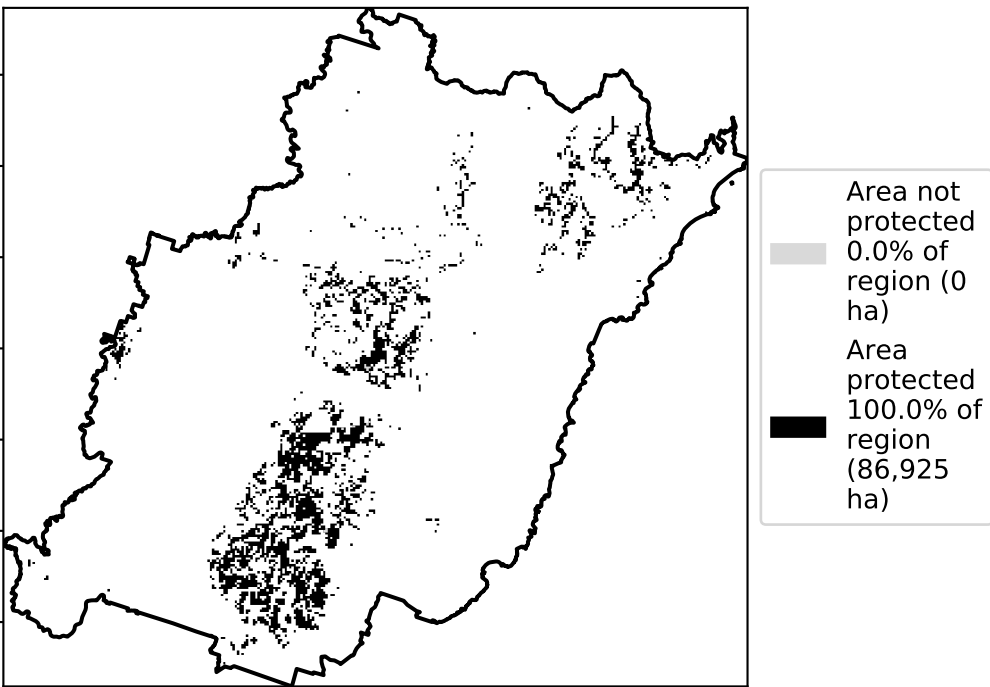 Area not
protected
0.0% of
region (0
ha)
Area
protected
100.0% of
region
(86,925
ha)